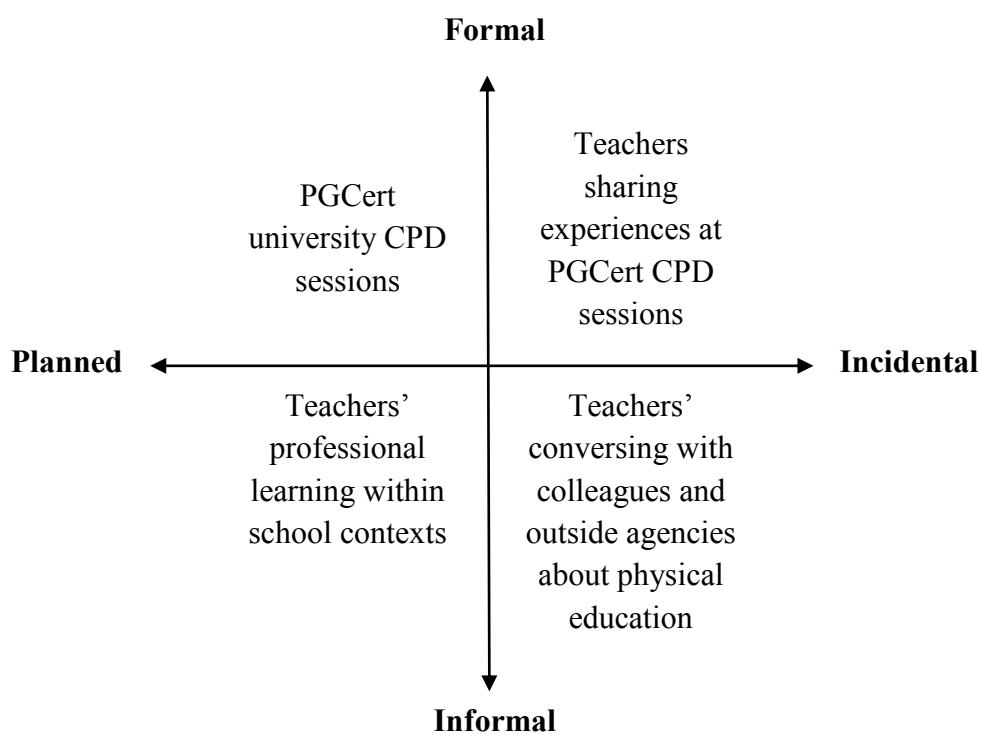 Formal
PGCert
university CPD
sessions
Teachers
sharing
experiences at
PGCert CPD
sessions
Planned
Incidental
Teachers’
professional
learning within
school contexts
Teachers’
conversing with
colleagues and
outside agencies
about physical
education
Informal